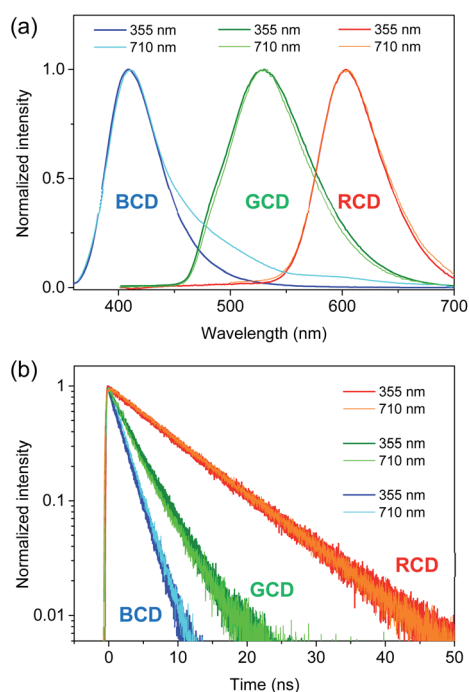 (a)
355 nm 355 nm 355 nm
710 nm 710 nm 710 nm
1.0
0.5
0.0
Normalized intensity
BCD GCD RCD
400 500 600 700
Wavelength (nm)
(b)
355 nm
710 nm
355 nm
710 nm
355 nm
710 nm
1
0.1
0.01
Normalized intensity
RCD
GCD
BCD
0 10 20 30 40 50
Time (ns)